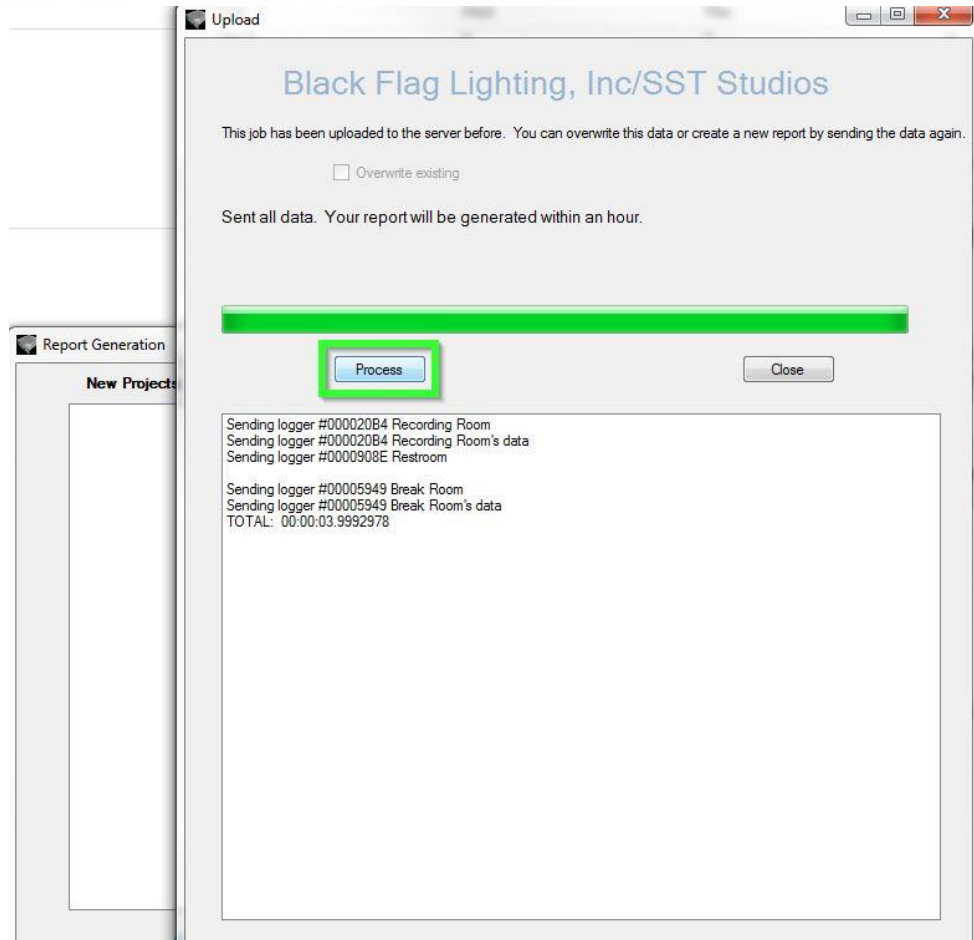 Upload
Black Flag Lighting, Inc/SST Studios
This job has been uploaded to the server before. You can overwrite this data or create a new report by sending the data again.
Overwrite existing
Sent all data. Your report will be generated within an hour.
Report Generation
New Projects
Process
Close
Sending logger #000020B4 Recording Room
Sending logger #000020B4 Recording Room's data
Sending logger #0000908E Restroom
Sending logger #00005949 Break Room
Sending logger #00005949 Break Room's data
TOTAL: 00:00:03.9992978